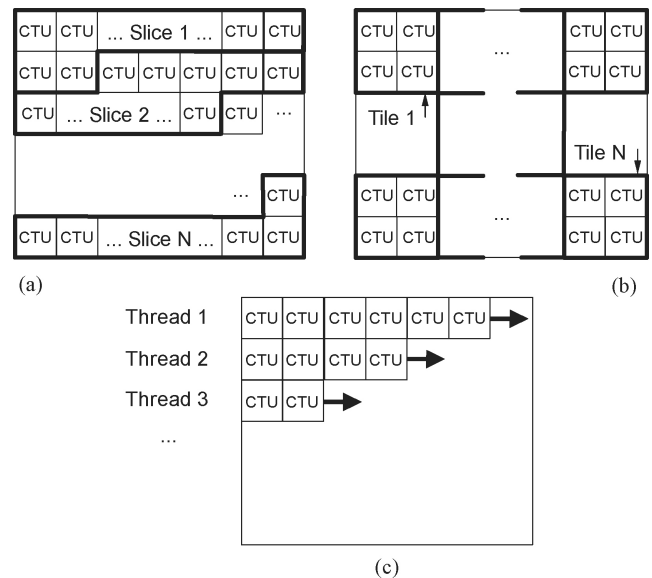 CTU CTU ... Slice 1 ... CTU CTU
CTU CTU CTU CTU CTU CTU CTU
CTU ... Slice 2 ... CTU CTU ...
... CTU
CTU CTU ... Slice N ... CTU CTU
(a)
CTU CTU ... CTU CTU
CTU CTU CTU CTU
Tile 1
Tile N
CTU CTU ... CTU CTU
CTU CTU CTU CTU
(b)
Thread 1 CTU CTU CTU CTU CTU CTU
Thread 2 CTU CTU CTU CTU
Thread 3 CTU CTU
...
(c)